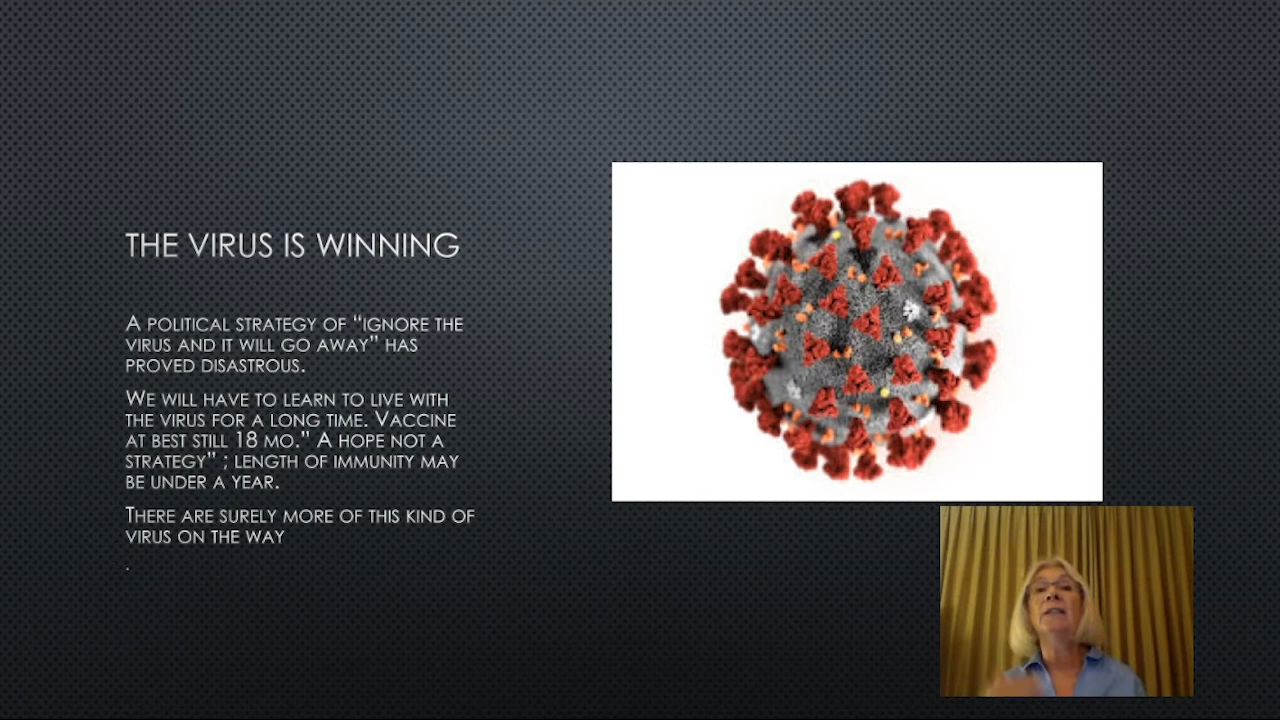 THE VIRUS IS WINNING
A POLITICAL STRATEGY OF “IGNORE THE
VIRUS AND IT WILL GO AWAY” HAS
PROVED DISASTROUS.
WE WILL HAVE TO LEARN TO LIVE WITH
THE VIRUS FOR A LONG TIME. VACCINE
AT BEST STILL 18 MO.” A HOPE NOT A
STRATEGY” ; LENGTH OF IMMUNITY MAY
BE UNDER A YEAR.
THERE ARE SURELY MORE OF THIS KIND OF
VIRUS ON THE WAY
.